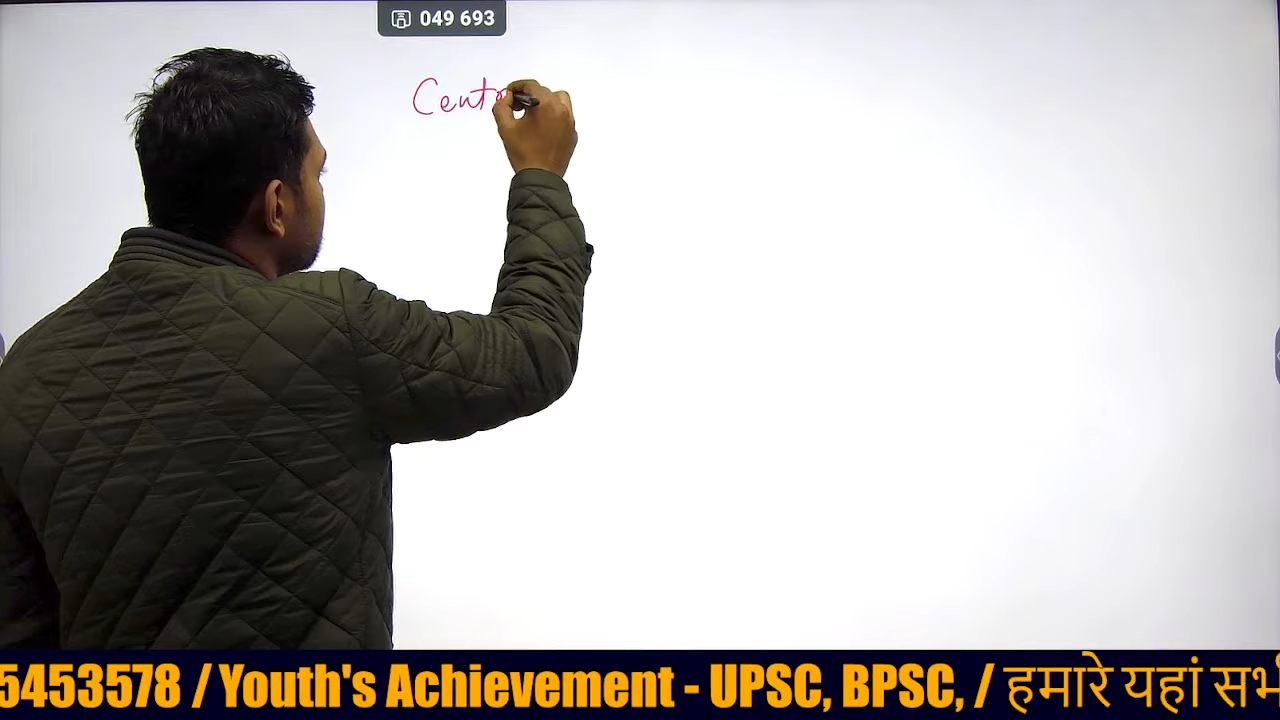 049 693
Cent
5453578 / Youth's Achievement - UPSC, BPSC, / हमारे यहां सभी